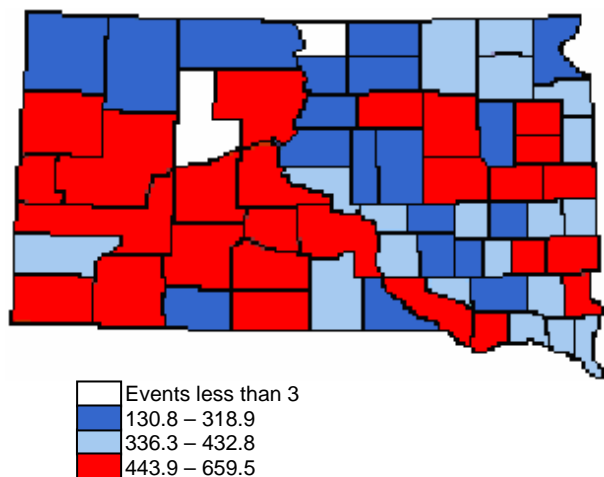 Events less than 3
130.8 – 318.9
336.3 – 432.8
443.9 – 659.5